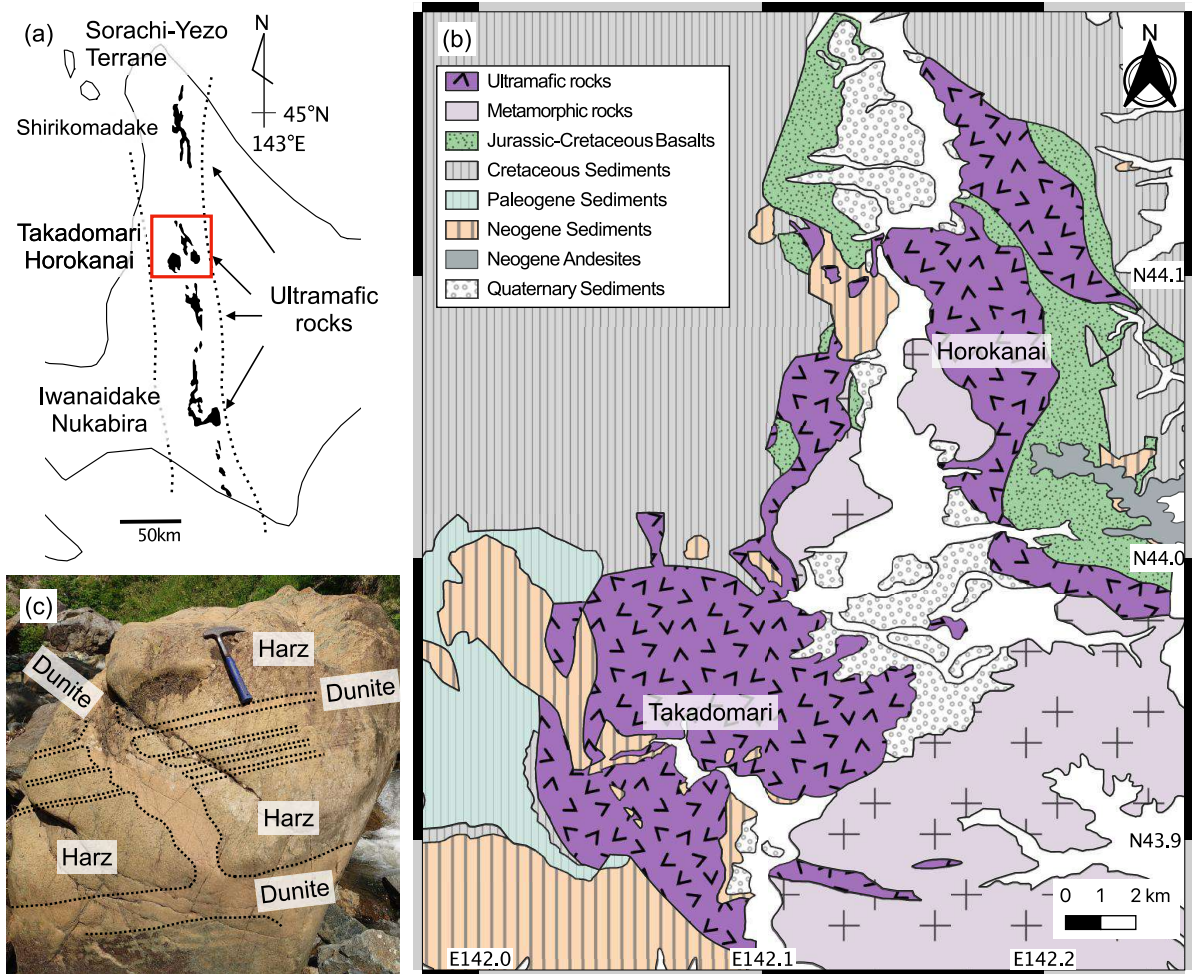 (a)
Sorachi-Yezo
Terrane
N
45°N
143°E
Shirikomadake
Takadomari
Horokanai
Ultramafic
rocks
Iwanaidake
Nukabira
50km
(b)
Ultramafic rocks
Metamorphic rocks
Jurassic-Cretaceous Basalts
Cretaceous Sediments
Paleogene Sediments
Neogene Sediments
Neogene Andesites
Quaternary Sediments
N
N44.1
Horokanai
N44.0
Takadomari
N43.9
0 1 2 km
E142.0
E142.1
E142.2
(c)
Harz
Dunite
Dunite
Harz
Harz
Dunite